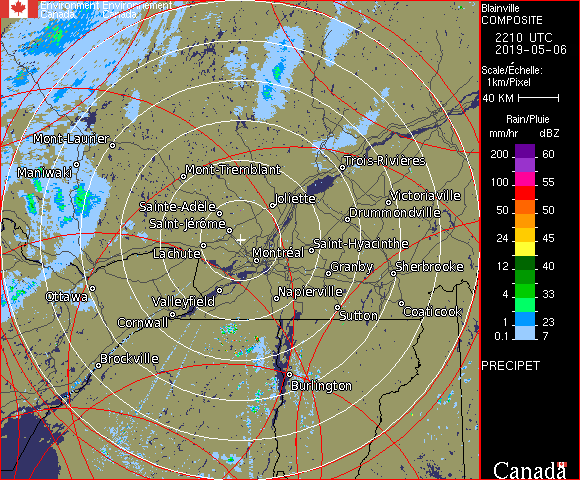 Environment Environnement
Canada Canada
Mont-Laurier
Maniwaki
Mont-Tremblant
Trois-Rivières
Sainte-Adèle
Joliette
Victoriaville
Saint-Jérôme
Drummondville
Lachute
Montréal
Saint-Hyacinthe
Granby
Sherbrooke
Ottawa
Valleyfield
Napierville
Cornwall
Sutton
Coaticook
Brockville
Burlington
Blainville
COMPOSITE
2210 UTC
2019-05-06
Scale/Échelle:
1km/Pixel
40 KM
Rain/Pluie
mm/hr dBZ
200 60
150 57
100 55
50 50
24 45
12 40
4 33
1 23
0.1 7
PRECIPET
Canada